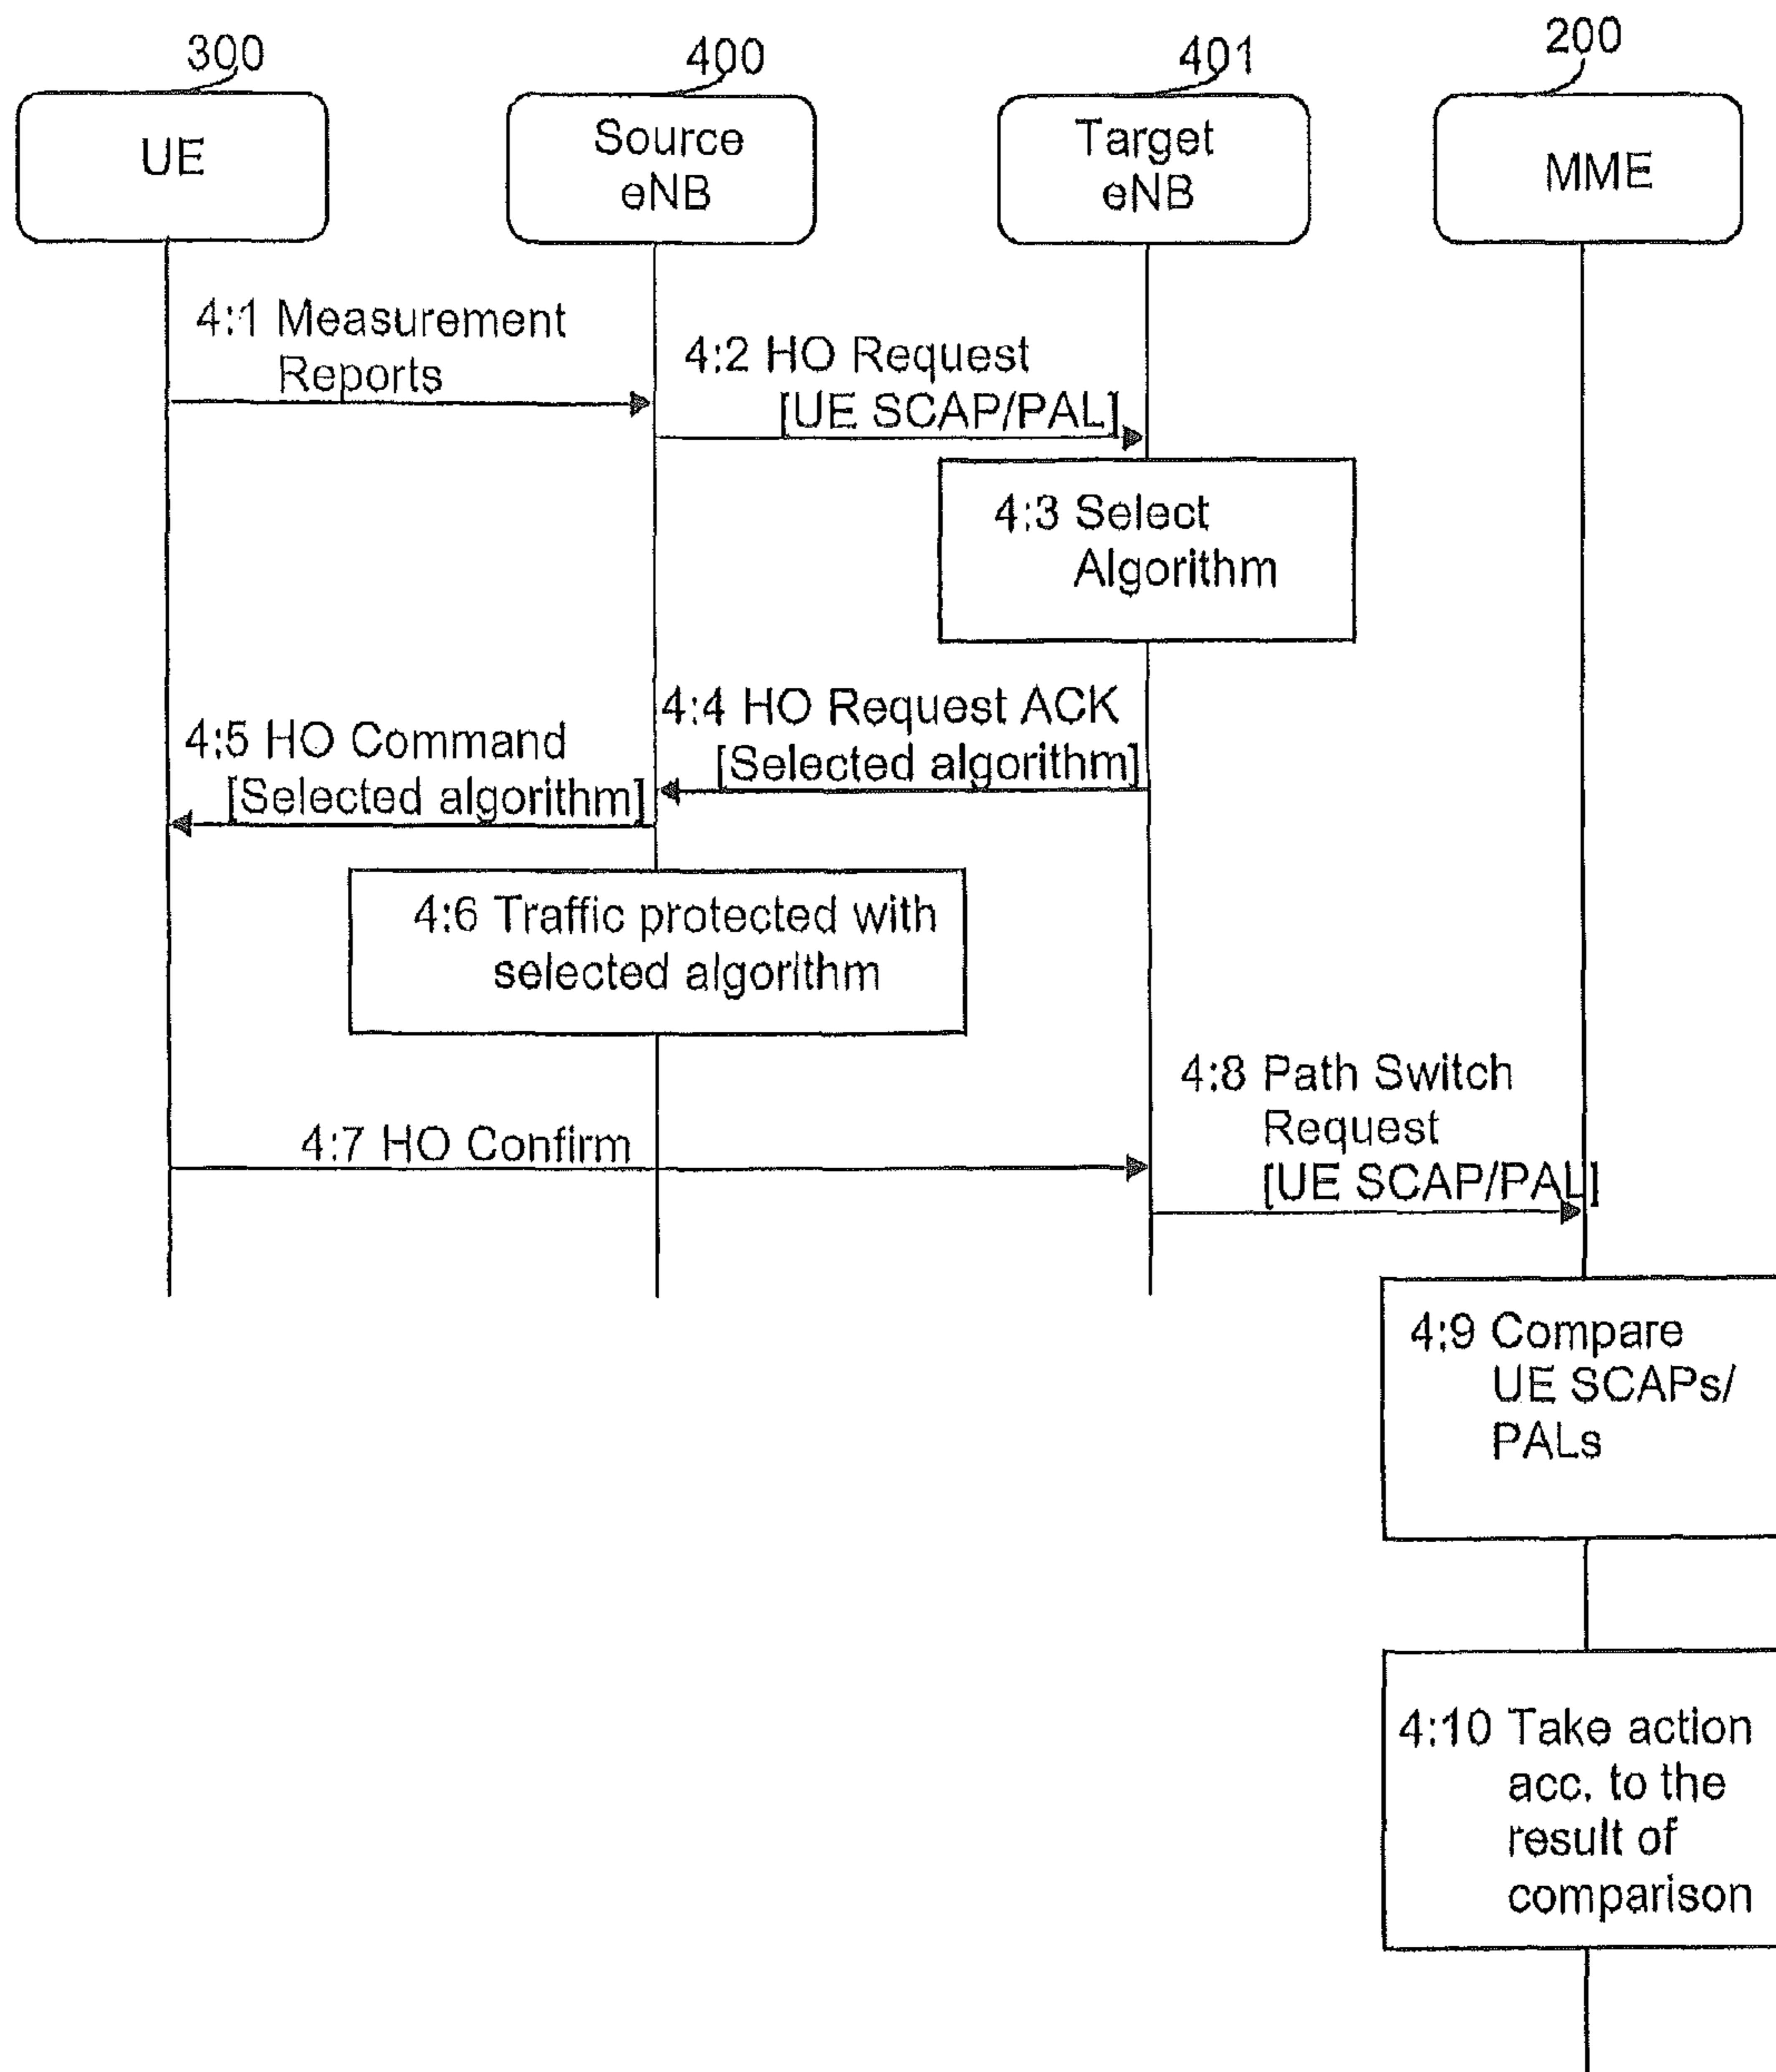 300
400
401
200
UE
Source
eNB
Target
eNB
MME
4:1 Measurement
Reports
4:2 HO Request
[UE SCAP/PAL]
4:3 Select
Algorithm
4:4 HO Request ACK
[Selected algorithm]
4:5 HO Command
[Selected algorithm]
4:6 Traffic protected with
selected algorithm
4:7 HO Confirm
4:8 Path Switch
Request
[UE SCAP/PAL]
4:9 Compare
UE SCAPs/
PALs
4:10 Take action
acc. to the
result of
comparison